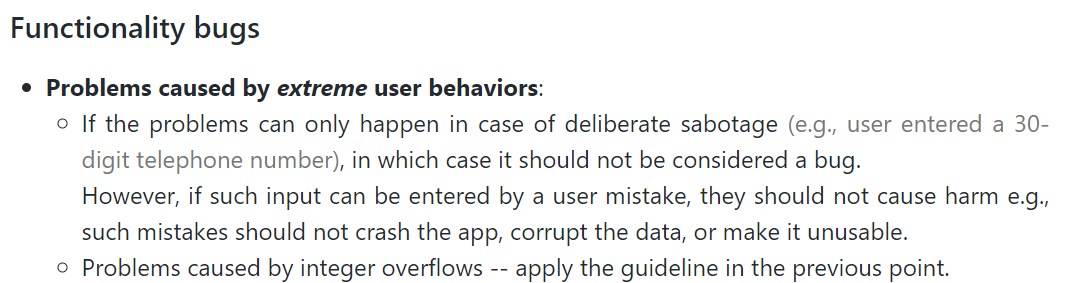 Functionality bugs
• Problems caused by extreme user behaviors:
○ If the problems can only happen in case of deliberate sabotage (e.g., user entered a 30-
digit telephone number), in which case it should not be considered a bug.
However, if such input can be entered by a user mistake, they should not cause harm e.g.,
such mistakes should not crash the app, corrupt the data, or make it unusable.
○ Problems caused by integer overflows -- apply the guideline in the previous point.